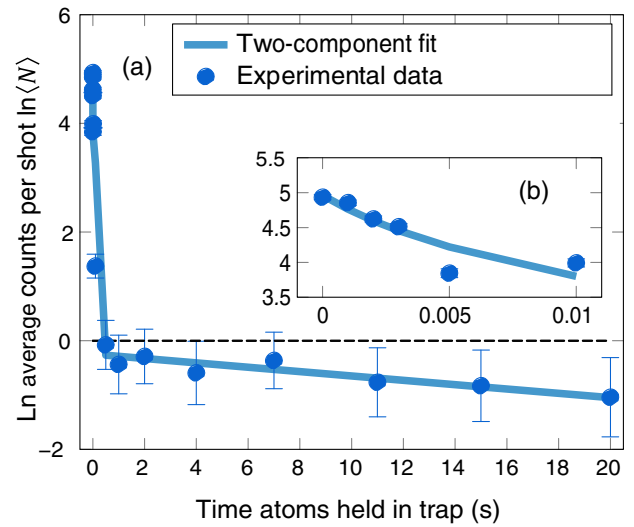 6
4
2
0
−2
Ln average counts per shot ln⟨N⟩
(a)
Two-component fit
Experimental data
(b)
5.5
5
4.5
4
3.5
0 0.005 0.01
0 2 4 6 8 10 12 14 16 18 20
Time atoms held in trap (s)